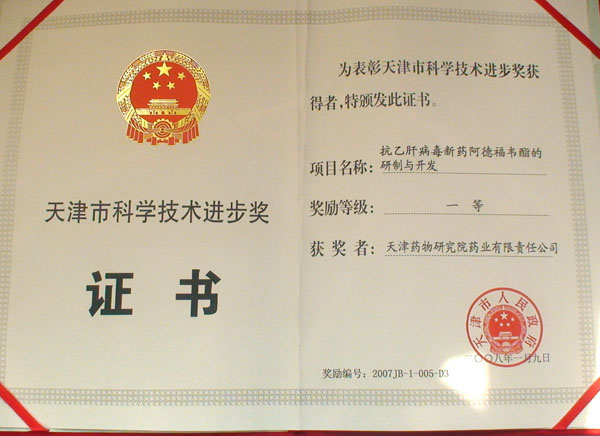 天津市科学技术进步奖
证书
为表彰天津市科学技术进步奖获
得者,特颁发此证书。
项目名称:抗乙肝病毒新药阿德福韦酯的
研制与开发
奖励等级:一等
获奖者:天津药物研究院药业有限责任公司
天津市人民政府
二〇〇八年一月九日
奖励编号:2007JB-1-005-D3